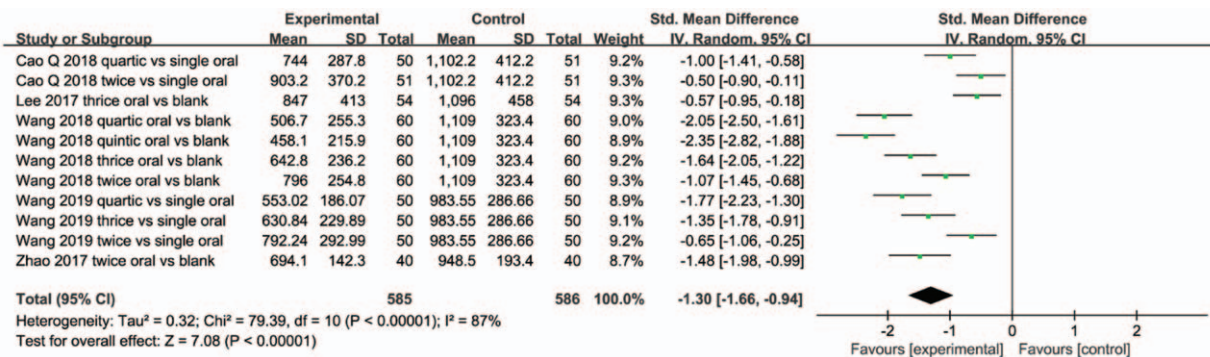 Experimental Control Std. Mean Difference Std. Mean Difference
Study or Subgroup Mean SD Total Mean SD Total Weight IV, Random, 95% CI IV, Random, 95% CI
Cao Q 2018 quartic vs single oral 744 287.8 50 1,102.2 412.2 51 9.2% -1.00 [-1.41, -0.58]
Cao Q 2018 twice vs single oral 903.2 370.2 51 1,102.2 412.2 51 9.2% -0.50 [-0.90, -0.11]
Lee 2017 thrice oral vs blank 847 413 54 1,096 458 54 9.3% -0.57 [-0.95, -0.18]
Wang 2018 quartic oral vs blank 506.7 255.3 60 1,109 323.4 60 9.1% -2.05 [-2.50, -1.61]
Wang 2018 quintic oral vs blank 458.1 215.9 60 1,109 323.4 60 8.9% -2.35 [-2.82, -1.88]
Wang 2018 thrice oral vs blank 642.8 236.2 60 1,109 323.4 60 9.2% -1.64 [-2.05, -1.22]
Wang 2018 twice oral vs blank 796 254.8 60 1,109 323.4 60 9.3% -1.07 [-1.45, -0.68]
Wang 2019 quartic vs single oral 553.02 186.07 50 983.55 286.66 50 8.9% -1.77 [-2.23, -1.30]
Wang 2019 thrice vs single oral 630.84 229.89 50 983.55 286.66 50 9.1% -1.35 [-1.78, -0.91]
Wang 2019 twice vs single oral 792.24 292.99 50 983.55 286.66 50 9.2% -0.65 [-1.06, -0.25]
Zhao 2017 twice oral vs blank 694.1 142.3 40 948.5 193.4 40 8.7% -1.48 [-1.98, -0.99]
Total (95% CI) 585 586 100.0% -1.30 [-1.66, -0.94]
Heterogeneity: Tau² = 0.32; Chi² = 79.39, df = 10 (P < 0.00001); I² = 87%
Test for overall effect: Z = 7.08 (P < 0.00001)
-2 -1 0 1 2
Favours [experimental] Favours [control]